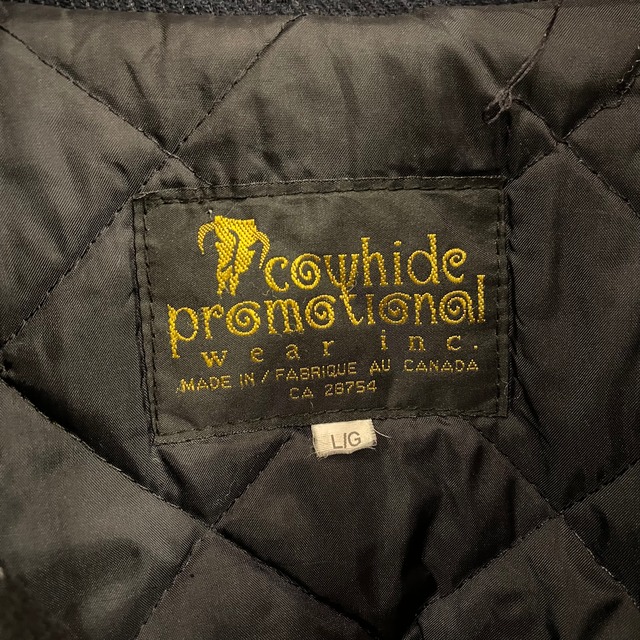 cowhide
promotional
wear inc.
MADE IN / FABRIQUE AU CANADA
CA 28754
L/G